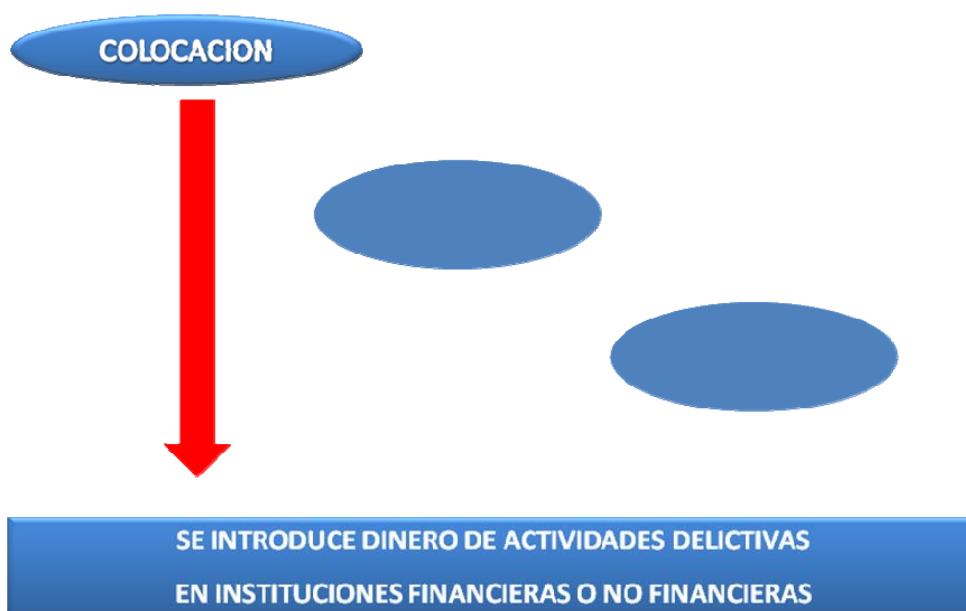 COLOCACION
SE INTRODUCE DINERO DE ACTIVIDADES DELICTIVAS
EN INSTITUCIONES FINANCIERAS O NO FINANCIERAS